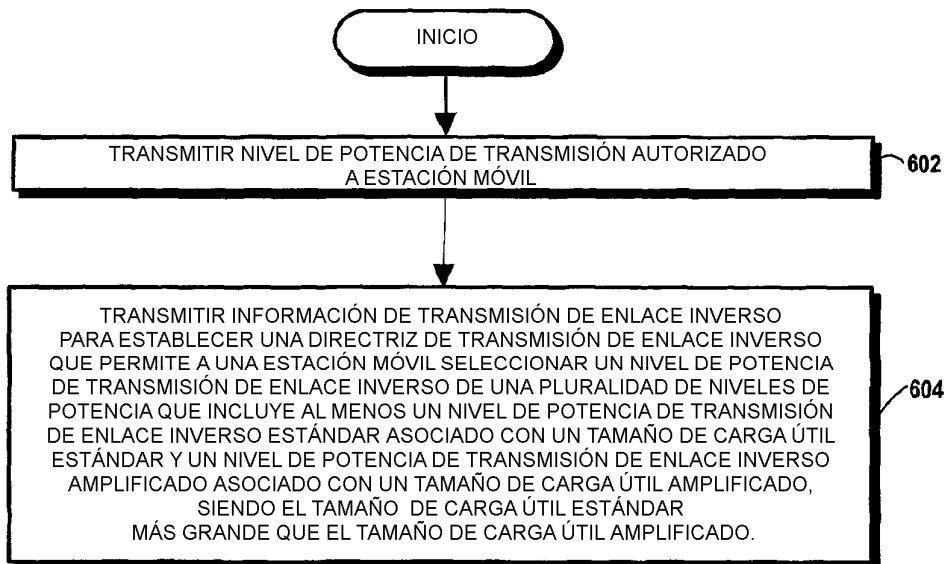 INICIO
TRANSMITIR NIVEL DE POTENCIA DE TRANSMISIÓN AUTORIZADO
A ESTACIÓN MÓVIL
602
TRANSMITIR INFORMACIÓN DE TRANSMISIÓN DE ENLACE INVERSO
PARA ESTABLECER UNA DIRECTRIZ DE TRANSMISIÓN DE ENLACE INVERSO
QUE PERMITE A UNA ESTACIÓN MÓVIL SELECCIONAR UN NIVEL DE POTENCIA
DE TRANSMISIÓN DE ENLACE INVERSO DE UNA PLURALIDAD DE NIVELES DE
POTENCIA QUE INCLUYE AL MENOS UN NIVEL DE POTENCIA DE TRANSMISIÓN
DE ENLACE INVERSO ESTÁNDAR ASOCIADO CON UN TAMAÑO DE CARGA ÚTIL
ESTÁNDAR Y UN NIVEL DE POTENCIA DE TRANSMISIÓN DE ENLACE INVERSO
AMPLIFICADO ASOCIADO CON UN TAMAÑO DE CARGA ÚTIL AMPLIFICADO,
SIENDO EL TAMAÑO DE CARGA ÚTIL ESTÁNDAR
MÁS GRANDE QUE EL TAMAÑO DE CARGA ÚTIL AMPLIFICADO.
604